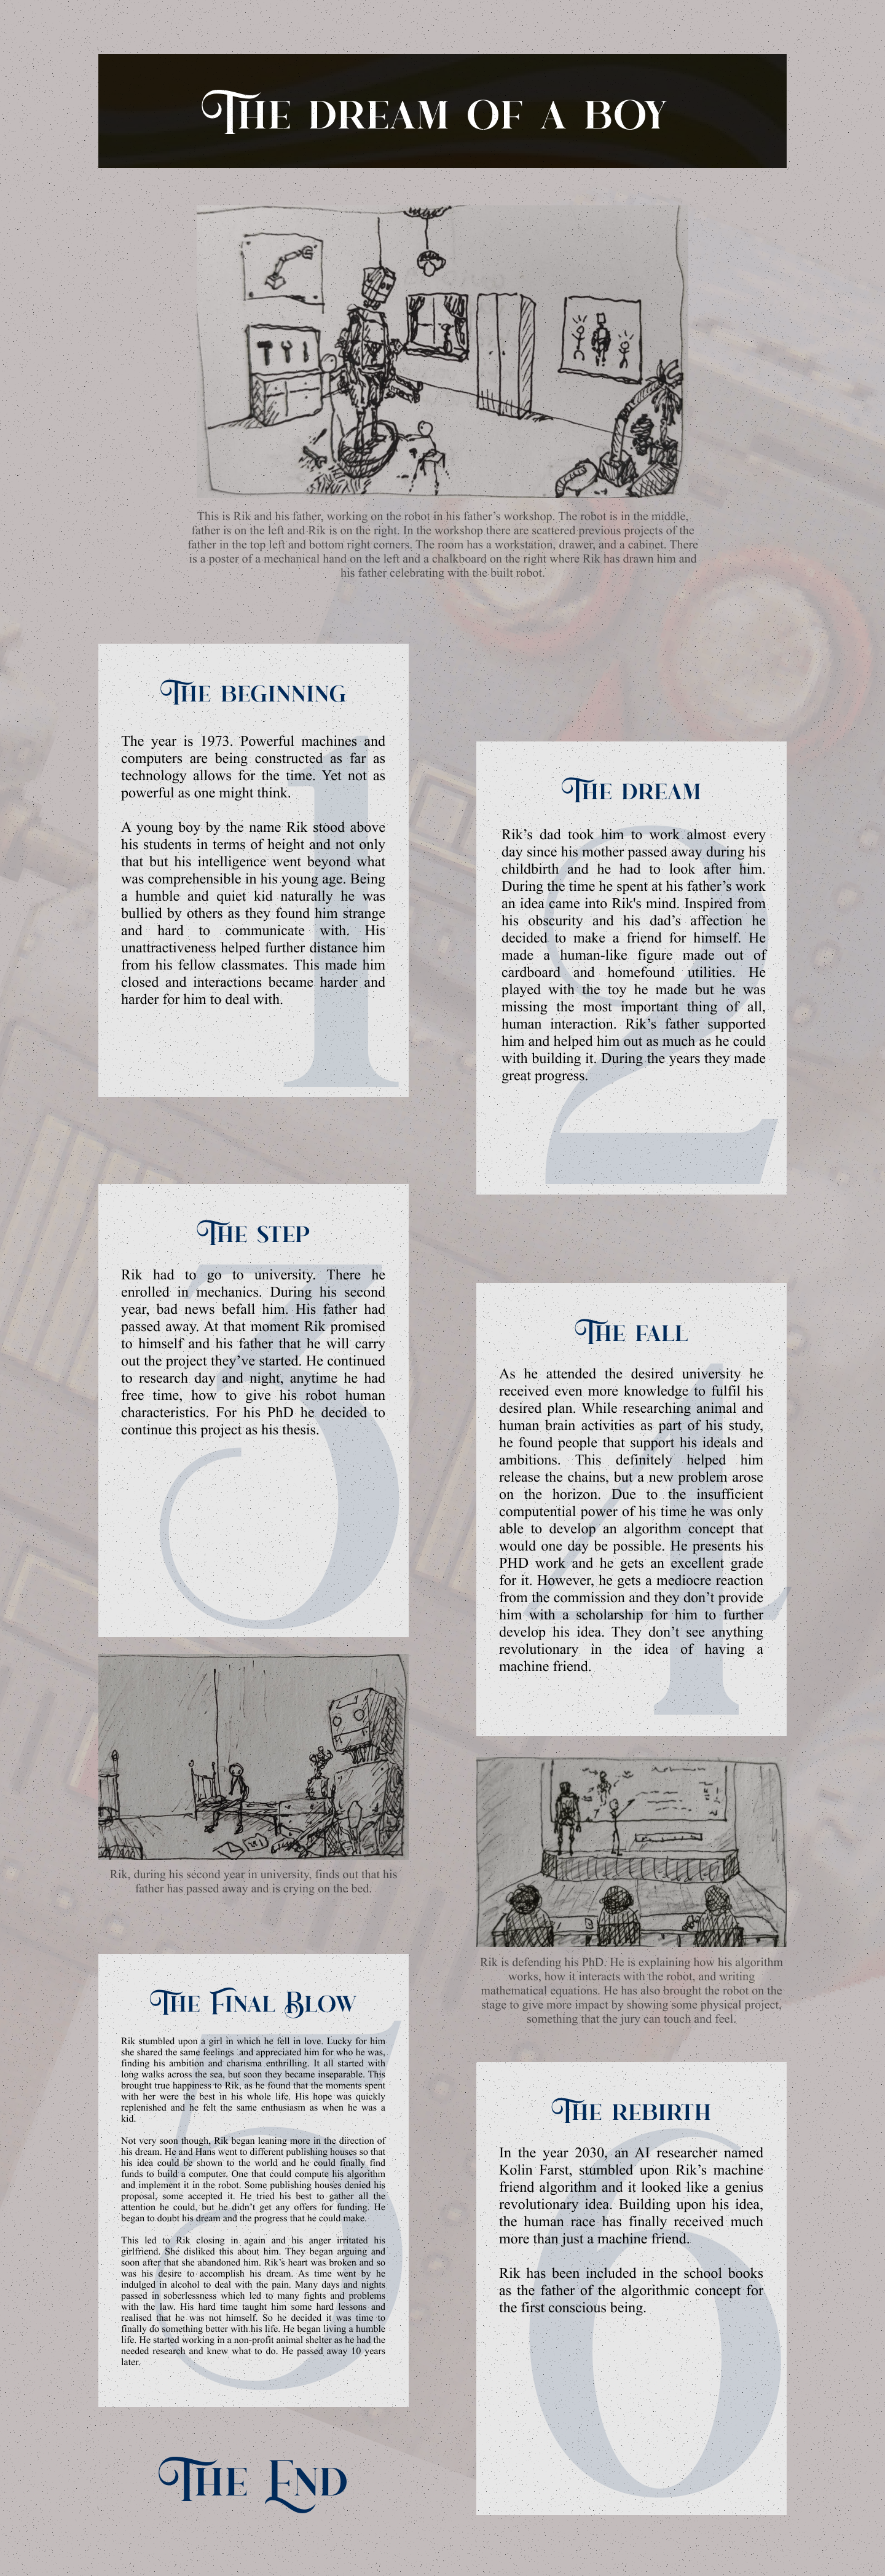 The dream of a boy
This is Rik and his father, working on the robot in his father's workshop. The robot is in the middle,
father is on the left and Rik is on the right. In the workshop there are scattered previous projects of the
father in the top left and bottom right corners. The room has a workstation, drawer, and a cabinet. There
is a poster of a mechanical hand on the left and a chalkboard on the right where Rik has drawn him and
his father celebrating with the built robot.
The beginning
1
The year is 1973. Powerful machines and
computers are being constructed as far as
technology allows for the time. Yet not as
powerful as one might think.
A young boy by the name Rik stood above
his students in terms of height and not only
that but his intelligence went beyond what
was comprehensible in his young age. Being
a humble and quiet kid naturally he was
bullied by others as they found him strange
and hard to communicate with. His
unattractiveness helped further distance him
from his fellow classmates. This made him
closed and interactions became harder and
harder for him to deal with.
The dream
2
Rik's dad took him to work almost every
day since his mother passed away during his
childbirth and he had to look after him.
During the time he spent at his father's work
an idea came into Rik's mind. Inspired from
his obscurity and his dad's affection he
decided to make a friend for himself. He
made a human-like figure made out of
cardboard and homefound utilities. He
played with the toy he made but he was
missing the most important thing of all,
human interaction. Rik's father supported
him and helped him out as much as he could
with building it. During the years they made
great progress.
The step
3
Rik had to go to university. There he
enrolled in mechanics. During his second
year, bad news befall him. His father had
passed away. At that moment Rik promised
to himself and his father that he will carry
out the project they've started. He continued
to research day and night, anytime he had
free time, how to give his robot human
characteristics. For his PhD he decided to
continue this project as his thesis.
The fall
4
As he attended the desired university he
received even more knowledge to fulfil his
desired plan. While researching animal and
human brain activities as part of his study,
he found people that support his ideals and
ambitions. This definitely helped him
release the chains, but a new problem arose
on the horizon. Due to the insufficient
computential power of his time he was only
able to develop an algorithm concept that
would one day be possible. He presents his
PHD work and he gets an excellent grade
for it. However, he gets a mediocre reaction
from the commission and they don't provide
him with a scholarship for him to further
develop his idea. They don't see anything
revolutionary in the idea of having a
machine friend.
Rik, during his second year in university, finds out that his
father has passed away and is crying on the bed.
Rik is defending his PhD. He is explaining how his algorithm
works, how it interacts with the robot, and writing
mathematical equations. He has also brought the robot on the
stage to give more impact by showing some physical project,
something that the jury can touch and feel.
The Final Blow
5
Rik stumbled upon a girl in which he fell in love. Lucky for him
she shared the same feelings and appreciated him for who he was,
finding his ambition and charisma enthrilling. It all started with
long walks across the sea, but soon they became inseparable. This
brought true happiness to Rik, as he found that the moments spent
with her were the best in his whole life. His hope was quickly
replenished and he felt the same enthusiasm as when he was a
kid.
Not very soon though, Rik began leaning more in the direction of
his dream. He and Hans went to different publishing houses so that
his idea could be shown to the world and he could finally find
funds to build a computer. One that could compute his algorithm
and implement it in the robot. Some publishing houses denied his
proposal, some accepted it. He tried his best to gather all the
attention he could, but he didn't get any offers for funding. He
began to doubt his dream and the progress that he could make.
This led to Rik closing in again and his anger irritated his
girlfriend. She disliked this about him. They began arguing and
soon after that she abandoned him. Rik's heart was broken and so
was his desire to accomplish his dream. As time went by he
indulged in alcohol to deal with the pain. Many days and nights
passed in soberlessness which led to many fights and problems
with the law. His hard time taught him some hard lessons and
realised that he was not himself. So he decided it was time to
finally do something better with his life. He began living a humble
life. He started working in a non-profit animal shelter as he had the
needed research and knew what to do. He passed away 10 years
later.
The rebirth
6
In the year 2030, an AI researcher named
Kolin Farst, stumbled upon Rik's machine
friend algorithm and it looked like a genius
revolutionary idea. Building upon his idea,
the human race has finally received much
more than just a machine friend.
Rik has been included in the school books
as the father of the algorithmic concept for
the first conscious being.
The End